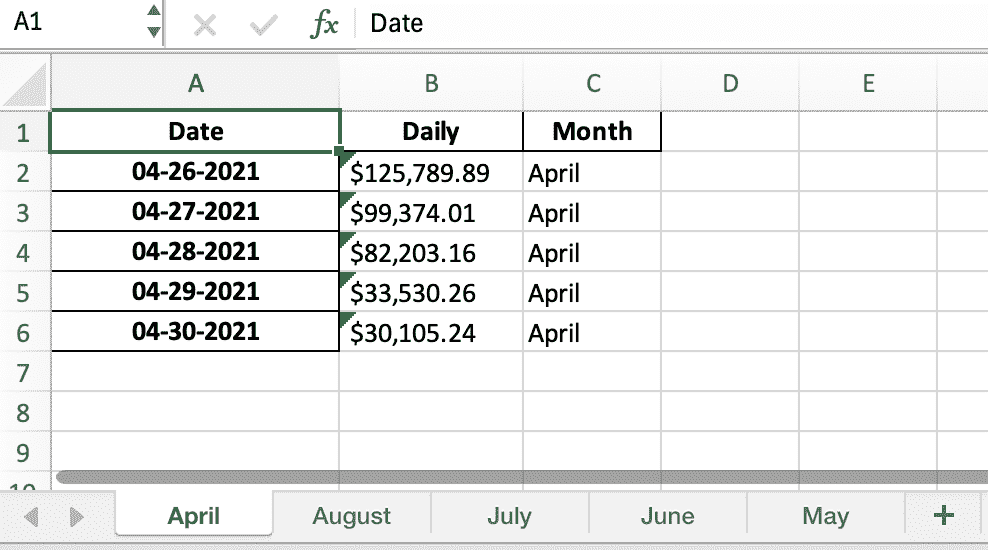 A1 fx Date
A B C D E
1 Date Daily Month
2 04-26-2021 $125,789.89 April
3 04-27-2021 $99,374.01 April
4 04-28-2021 $82,203.16 April
5 04-29-2021 $33,530.26 April
6 04-30-2021 $30,105.24 April
7
8
9
10
April August July June May +